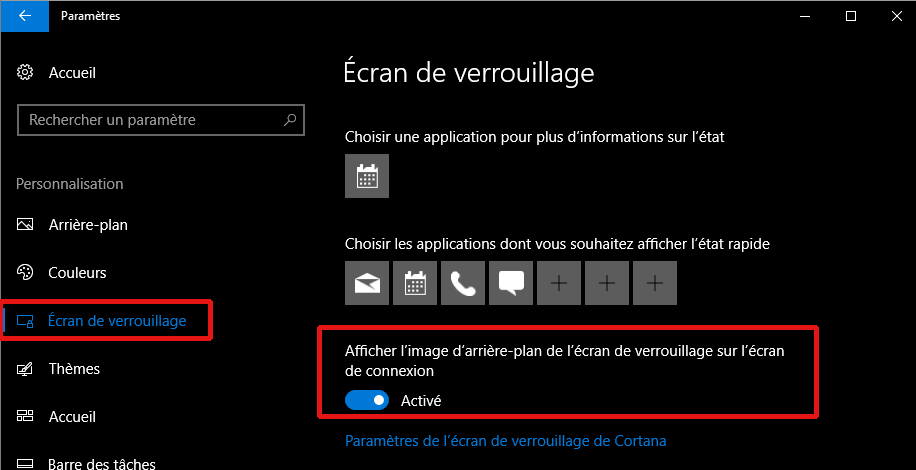 Paramètres
Accueil
Rechercher un paramètre
Personnalisation
Arrière-plan
Couleurs
Écran de verrouillage
Thèmes
Accueil
Barre des tâches
Écran de verrouillage
Choisir une application pour plus d’informations sur l’état
Choisir les applications dont vous souhaitez afficher l’état rapide
Afficher l’image d’arrière-plan de l’écran de verrouillage sur l’écran
de connexion
Activé
Paramètres de l’écran de verrouillage de Cortana